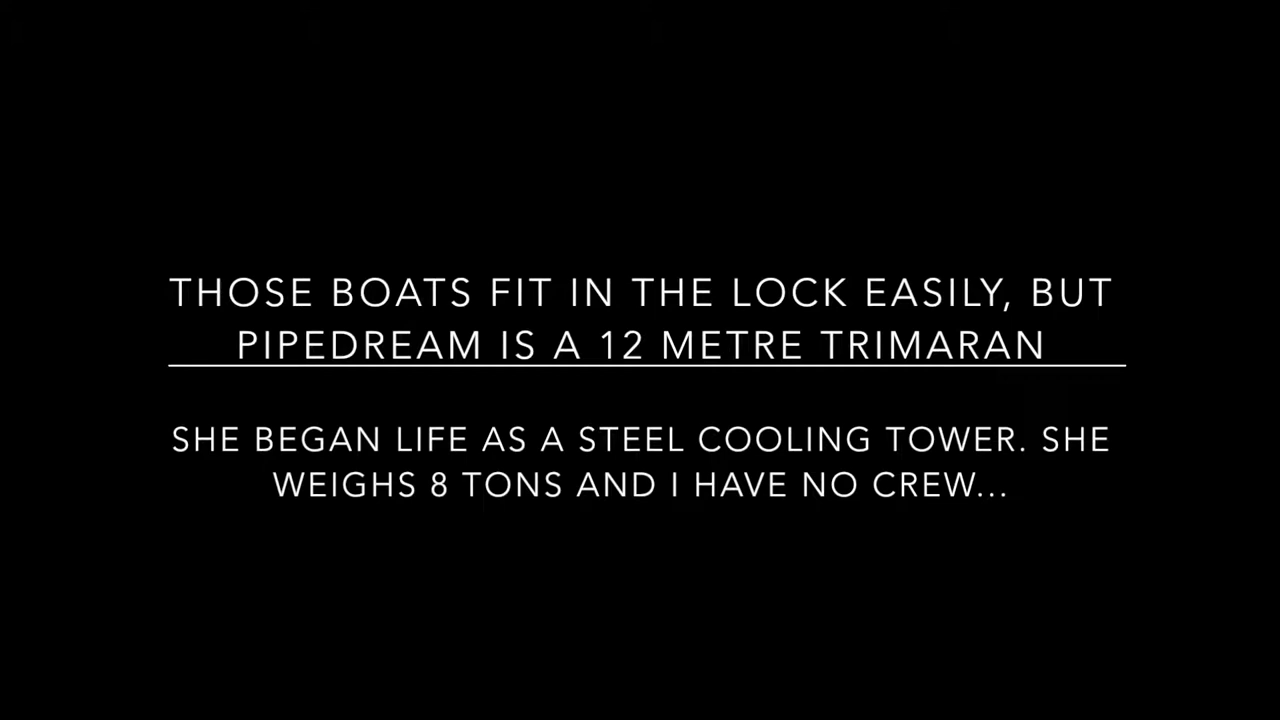 THOSE BOATS FIT IN THE LOCK EASILY, BUT
PIPEDREAM IS A 12 METRE TRIMARAN
SHE BEGAN LIFE AS A STEEL COOLING TOWER. SHE
WEIGHS 8 TONS AND I HAVE NO CREW...